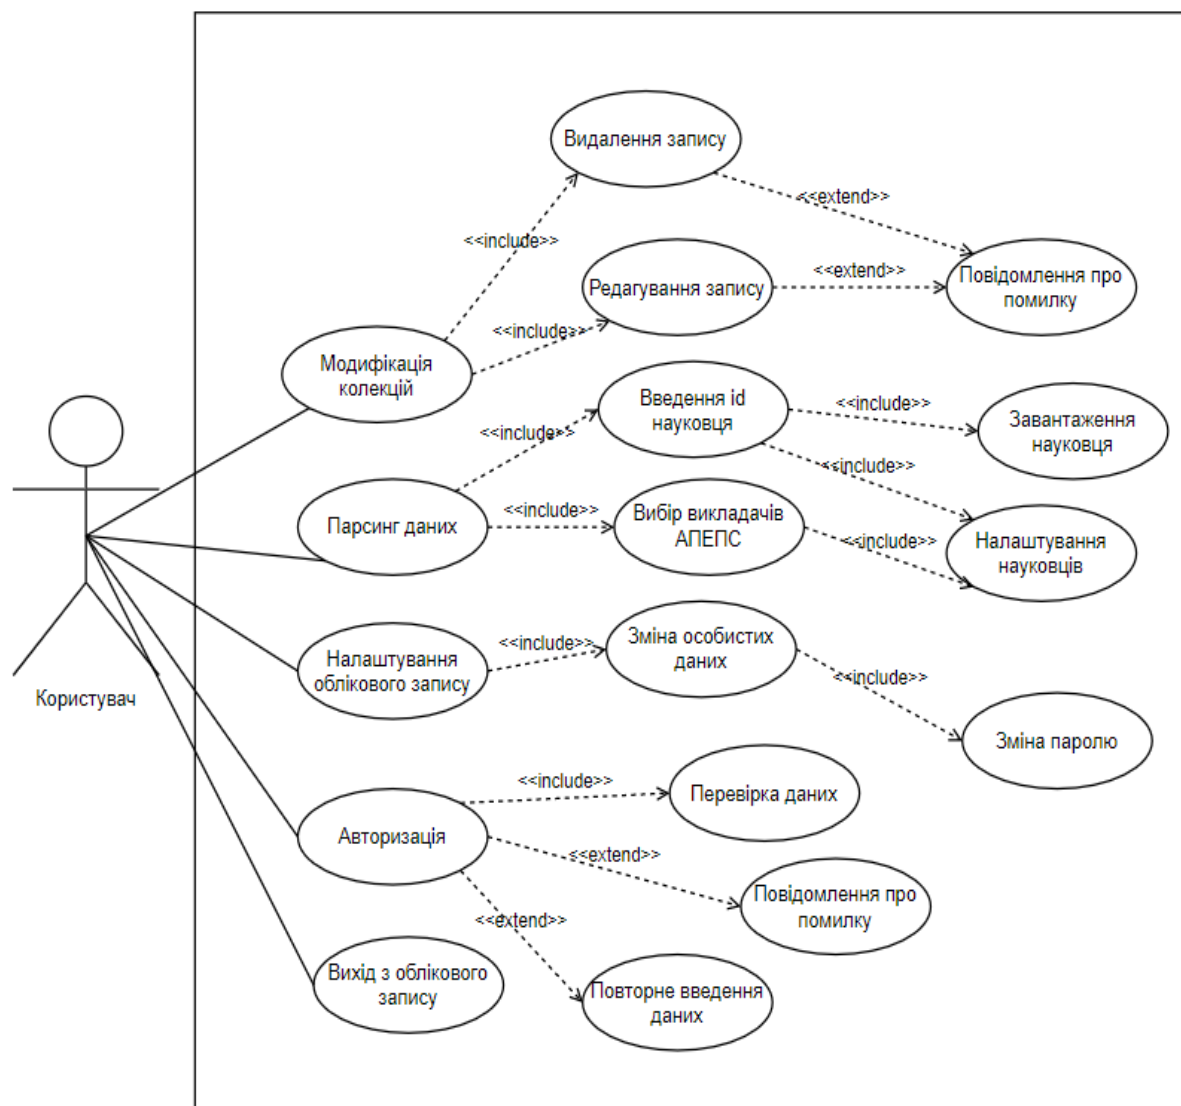 Видалення запису
<<extend>>
<<include>>
Редагування запису
<<extend>>
Повідомлення про
помилку
<<include>>
Модифікація
колекцій
Введення id
науковця
<<include>>
Завантаження
науковця
<<include>>
<<include>>
Парсинг даних
<<include>>
Вибір викладачів
АПЕПС
<<include>>
Налаштування
науковців
Користувач
Налаштування
облікового запису
<<include>>
Зміна особистих
даних
<<include>>
Зміна паролю
<<include>>
Перевірка даних
Авторизація
<<extend>>
Повідомлення про
помилку
<<extend>>
Вихід з облікового
запису
Повторне введення
даних